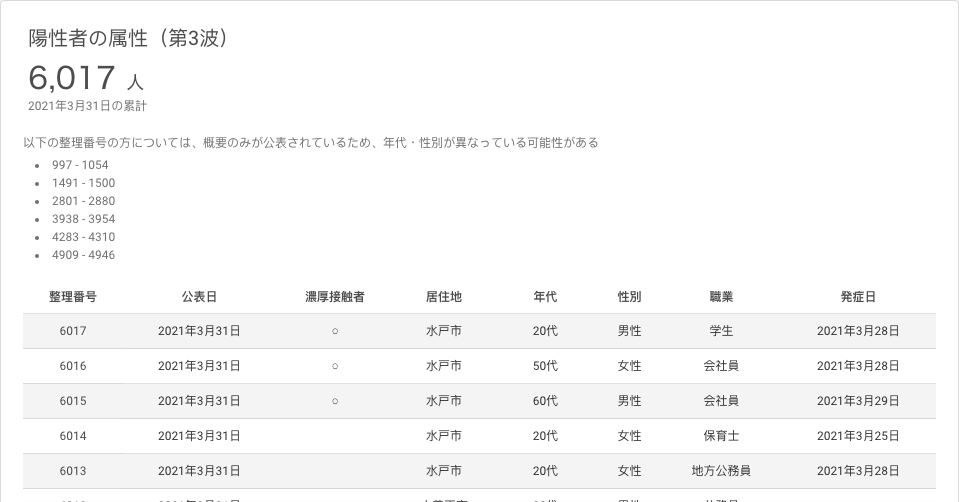 陽性者の属性（第3波）
6,017 人
2021年3月31日の累計
以下の整理番号の方については、概要のみが公表されているため、年代・性別が異なっている可能性がある
• 997 - 1054
• 1491 - 1500
• 2801 - 2880
• 3938 - 3954
• 4283 - 4310
• 4909 - 4946
整理番号 公表日 濃厚接触者 居住地 年代 性別 職業 発症日
6017 2021年3月31日 ○ 水戸市 20代 男性 学生 2021年3月28日
6016 2021年3月31日 ○ 水戸市 50代 女性 会社員 2021年3月28日
6015 2021年3月31日 ○ 水戸市 60代 男性 会社員 2021年3月29日
6014 2021年3月31日 水戸市 20代 女性 保育士 2021年3月25日
6013 2021年3月31日 水戸市 20代 女性 地方公務員 2021年3月28日